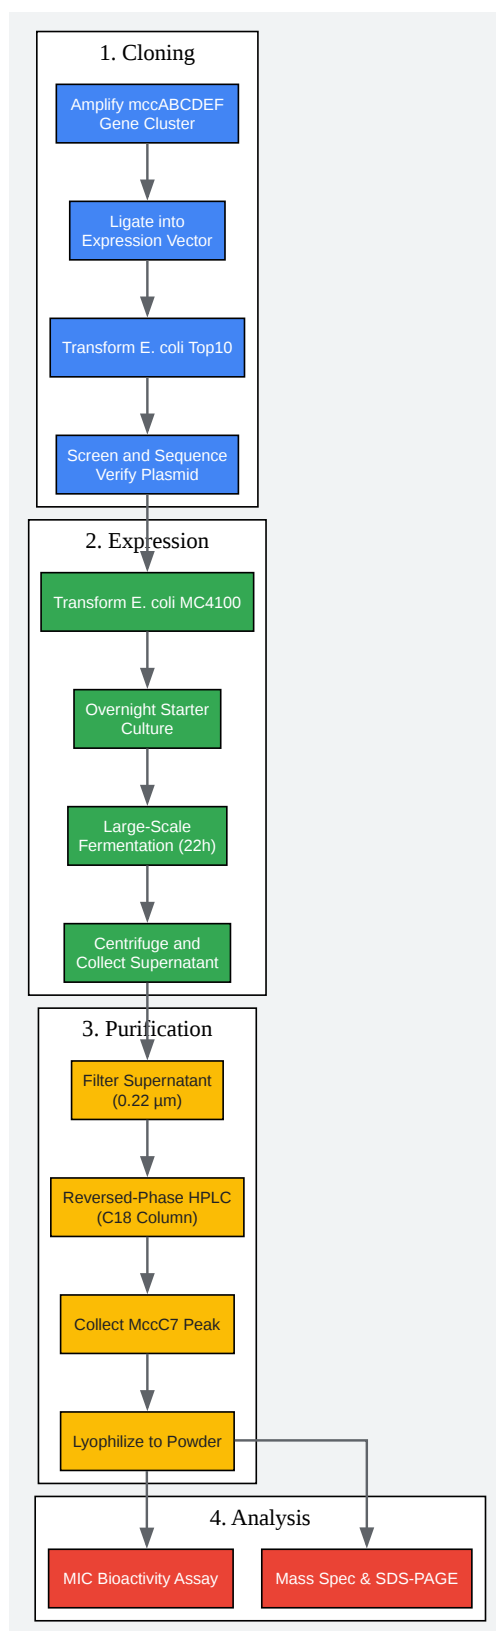 1. Cloning
Amplify mccABCDEF
Gene Cluster
Ligate into
Expression Vector
Transform E. coli Top10
Screen and Sequence
Verify Plasmid
2. Expression
Transform E. coli MC4100
Overnight Starter
Culture
Large-Scale
Fermentation (22h)
Centrifuge and
Collect Supernatant
3. Purification
Filter Supernatant
(0.22 µm)
Reversed-Phase HPLC
(C18 Column)
Collect MccC7 Peak
Lyophilize to Powder
4. Analysis
MIC Bioactivity Assay
Mass Spec & SDS-PAGE